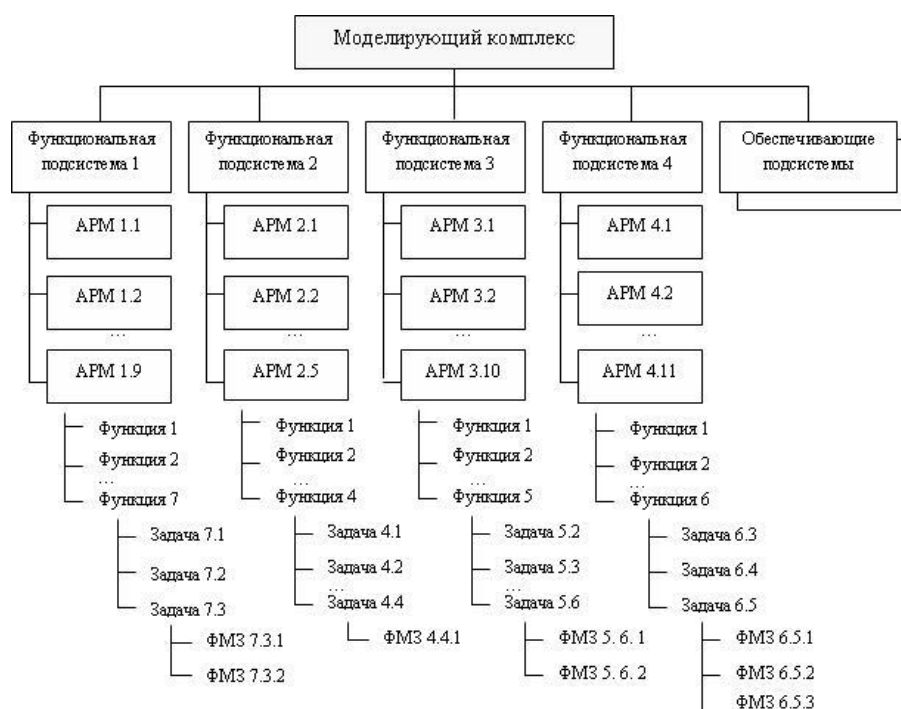 Моделирующий комплекс
Функциональная
подсистема 1
Функциональная
подсистема 2
Функциональная
подсистема 3
Функциональная
подсистема 4
Обеспечивающие
подсистемы
АРМ 1.1
АРМ 1.2
...
АРМ 1.9
Функция 1
Функция 2
...
Функция 7
Задача 7.1
Задача 7.2
Задача 7.3
ФМЗ 7.3.1
ФМЗ 7.3.2
АРМ 2.1
АРМ 2.2
...
АРМ 2.5
Функция 1
Функция 2
...
Функция 4
Задача 4.1
Задача 4.2
...
Задача 4.4
ФМЗ 4.4.1
АРМ 3.1
АРМ 3.2
...
АРМ 3.10
Функция 1
Функция 2
...
Функция 5
Задача 5.2
Задача 5.3
...
Задача 5.6
ФМЗ 5. 6. 1
ФМЗ 5. 6. 2
АРМ 4.1
АРМ 4.2
...
АРМ 4.11
Функция 1
Функция 2
...
Функция 6
Задача 6.3
Задача 6.4
Задача 6.5
ФМЗ 6.5.1
ФМЗ 6.5.2
ФМЗ 6.5.3